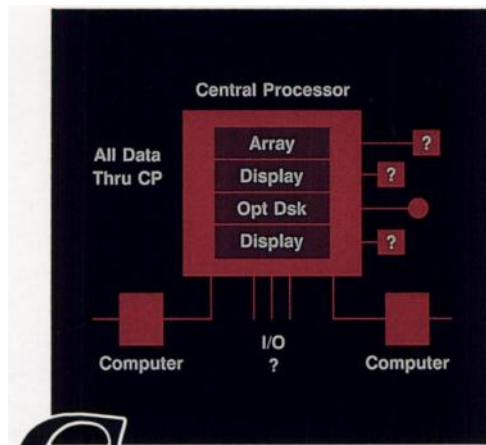 Central Processor
All Data
Thru CP
Array
?
Display
?
Opt Dsk
Display
?
I/O
?
Computer
Computer